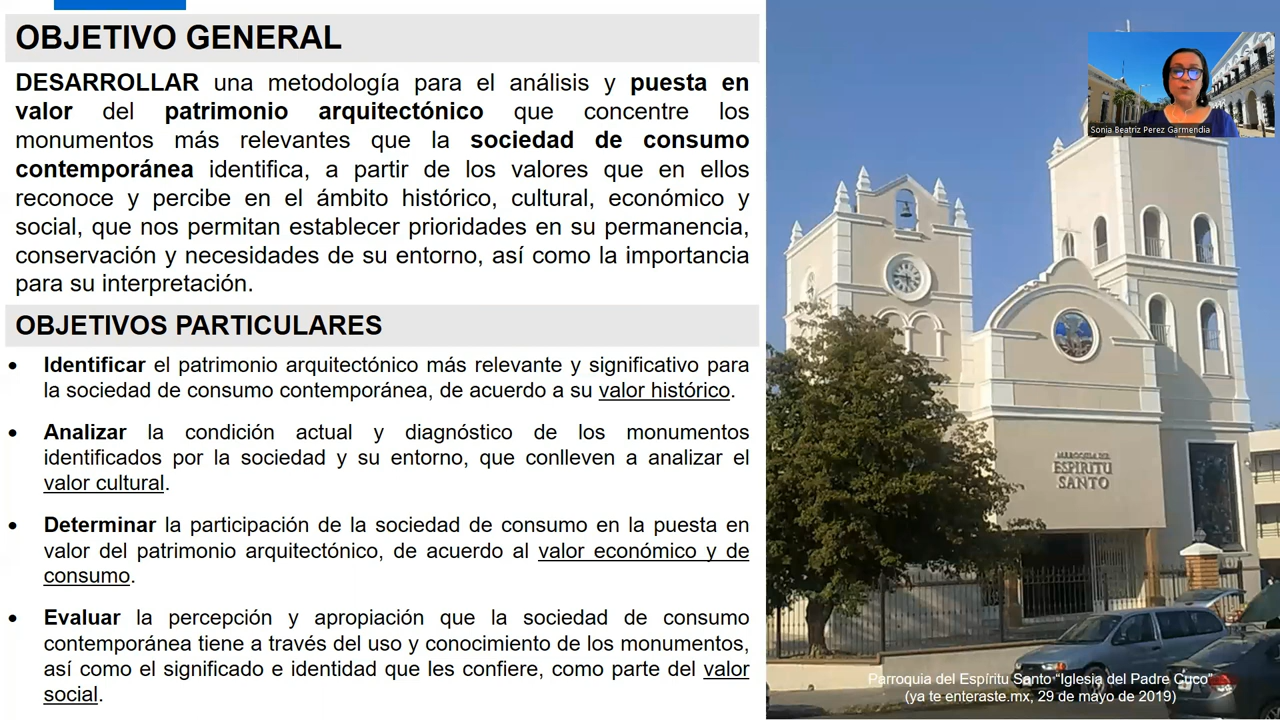 OBJETIVO GENERAL
DESARROLLAR una metodología para el análisis y puesta en
valor del patrimonio arquitectónico que concentre los
monumentos más relevantes que la sociedad de consumo
contemporánea identifica, a partir de los valores que en ellos
reconoce y percibe en el ámbito histórico, cultural, económico y
social, que nos permitan establecer prioridades en su permanencia,
conservación y necesidades de su entorno, así como la importancia
para su interpretación.
OBJETIVOS PARTICULARES
• Identificar el patrimonio arquitectónico más relevante y significativo para
la sociedad de consumo contemporánea, de acuerdo a su valor histórico.
• Analizar la condición actual y diagnóstico de los monumentos
identificados por la sociedad y su entorno, que conlleven a analizar el
valor cultural.
• Determinar la participación de la sociedad de consumo en la puesta en
valor del patrimonio arquitectónico, de acuerdo al valor económico y de
consumo.
• Evaluar la percepción y apropiación que la sociedad de consumo
contemporánea tiene a través del uso y conocimiento de los monumentos,
así como el significado e identidad que les confiere, como parte del valor
social.
Sonia Beatriz Perez Garmendia
PARROQUIA DEL
ESPIRITU
SANTO
Parroquia del Espíritu Santo "Iglesia del Padre Cuco"
(ya te enteraste.mx, 29 de mayo de 2019)